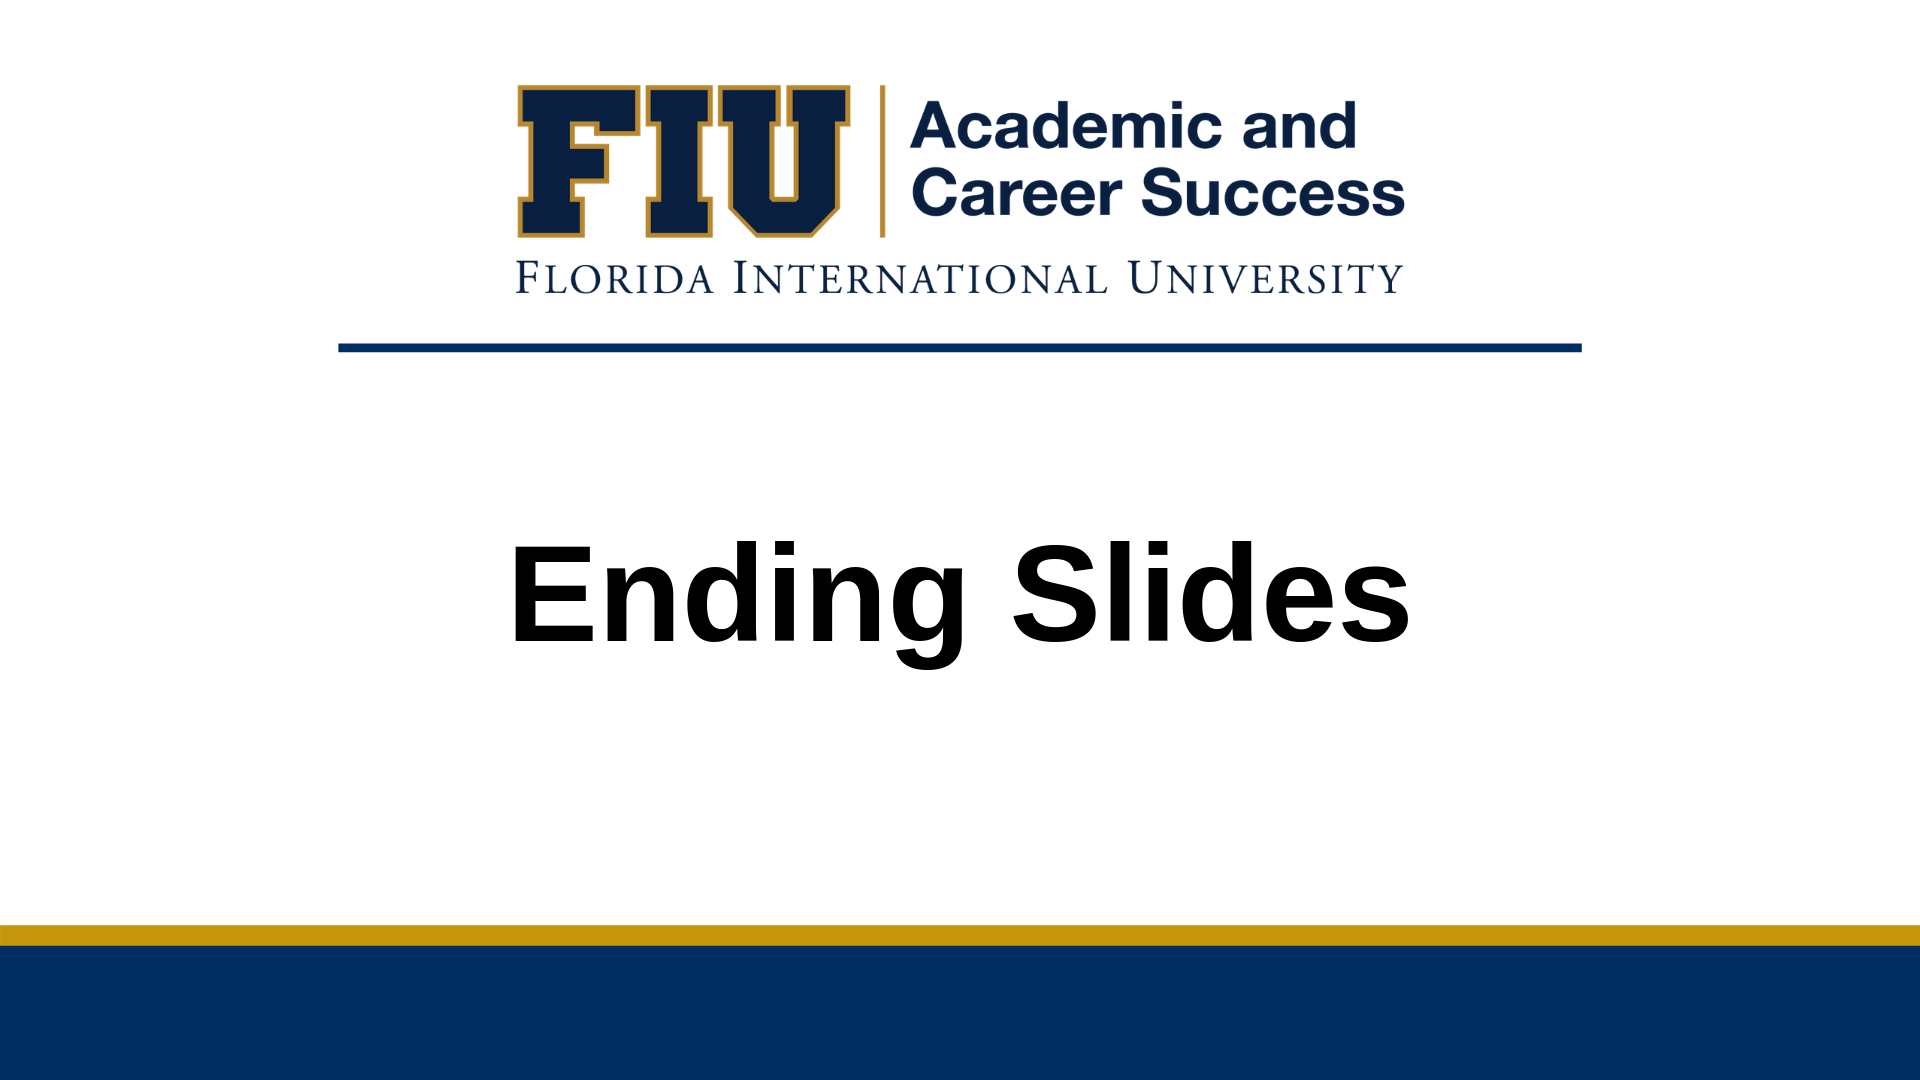 FIU
Academic and
Career Success
FLORIDA INTERNATIONAL UNIVERSITY
Ending Slides